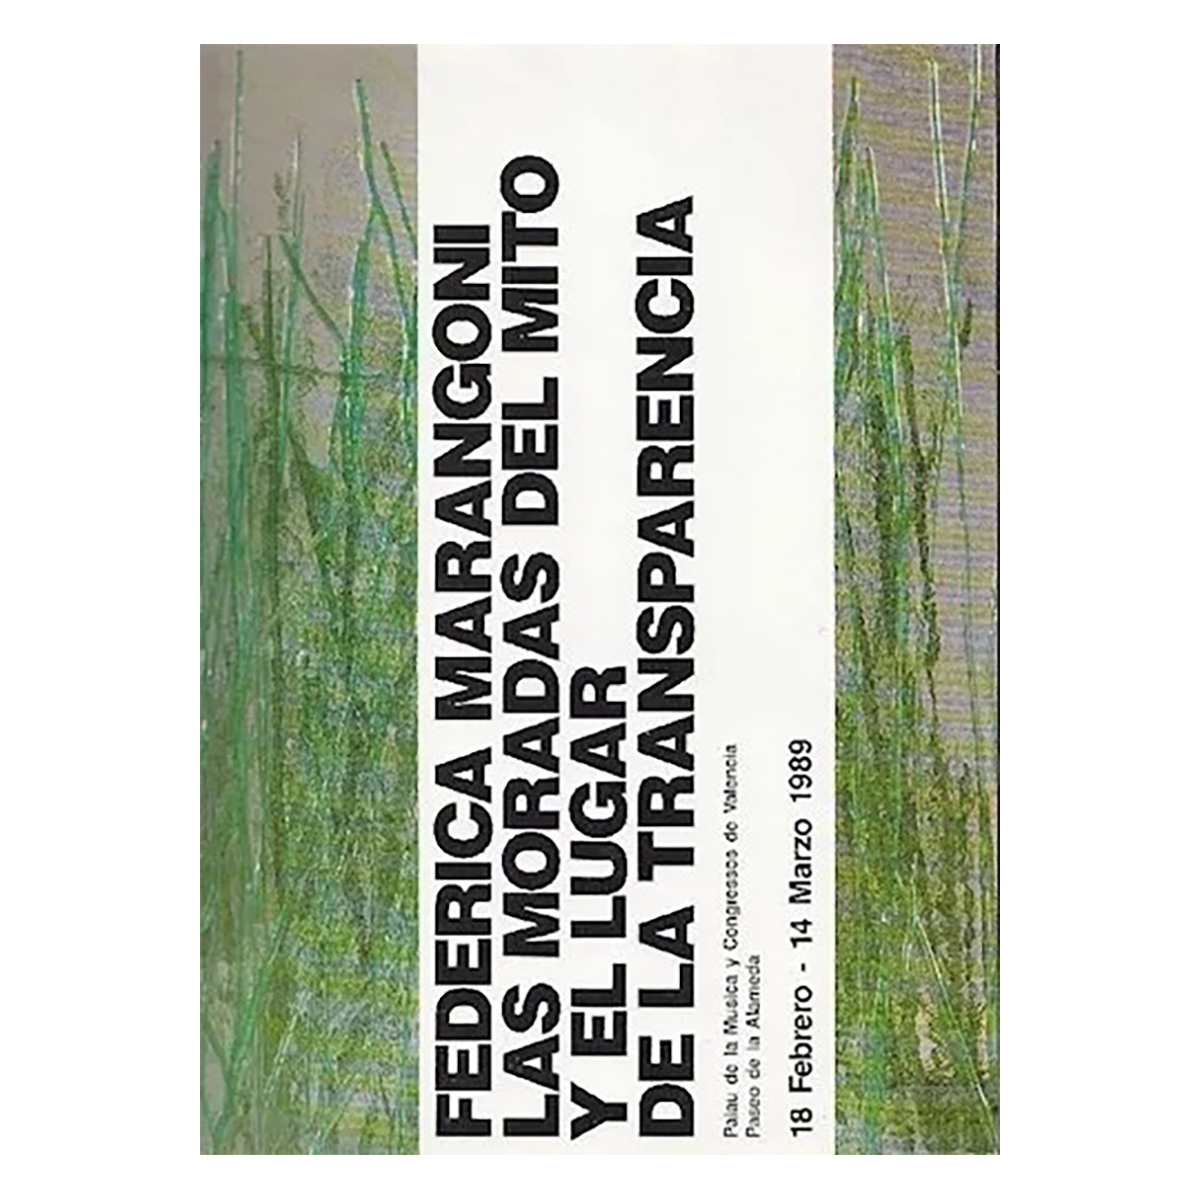 FEDERICA MARANGONI
LAS MORADAS DEL MITO
Y EL LUGAR
DE LA TRANSPARENCIA
Palau de la Musica y Congressos de Valencia
Paseo de la Alameda
18 Febrero - 14 Marzo 1989